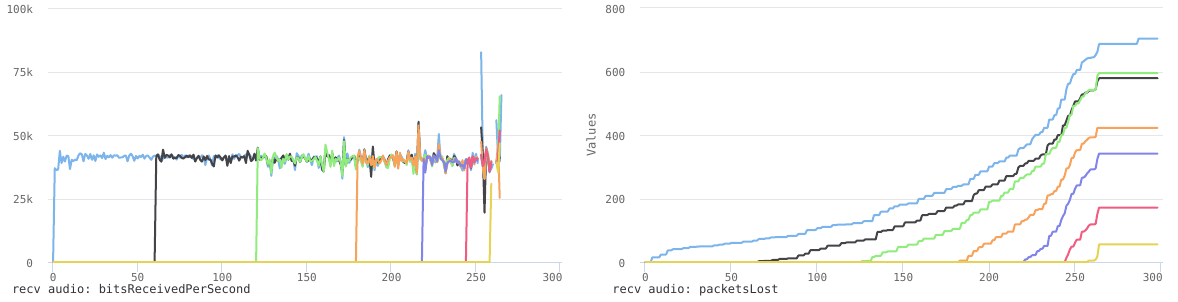 100k
75k
50k
25k
0
0 50 100 150 200 250 300
recv audio: bitsReceivedPerSecond
Values
800
600
400
200
0
0 50 100 150 200 250 300
recv audio: packetsLost